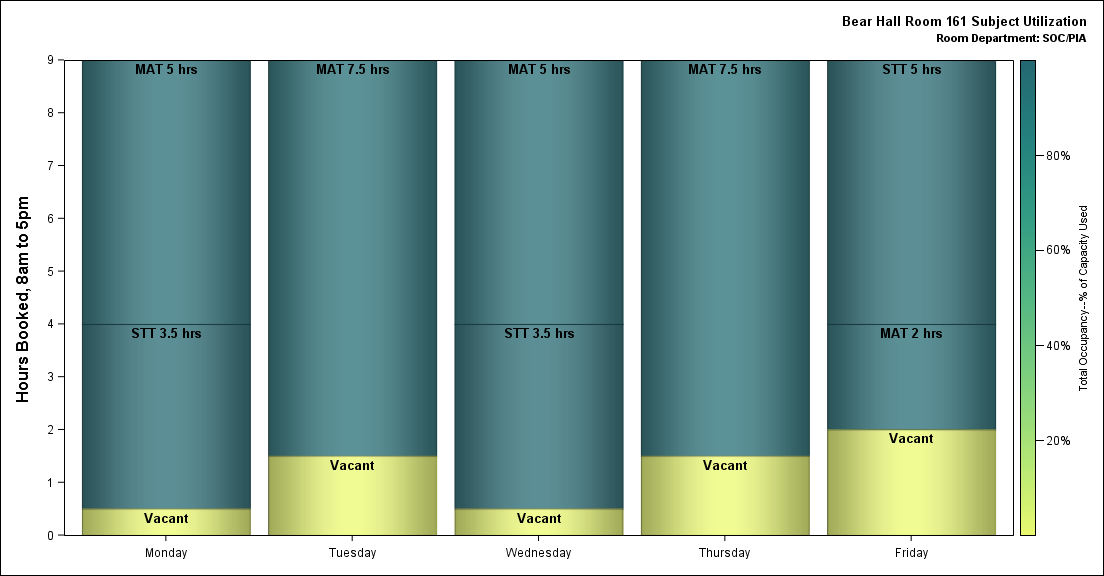 Bear Hall Room 161 Subject Utilization
Room Department: SOC/PIA
Hours Booked, 8am to 5pm
9
8
7
6
5
4
3
2
1
0
MAT 5 hrs
STT 3.5 hrs
Vacant
MAT 7.5 hrs
Vacant
MAT 5 hrs
STT 3.5 hrs
Vacant
MAT 7.5 hrs
Vacant
STT 5 hrs
MAT 2 hrs
Vacant
Monday
Tuesday
Wednesday
Thursday
Friday
80%
60%
40%
20%
Total Occupancy--% of Capacity Used